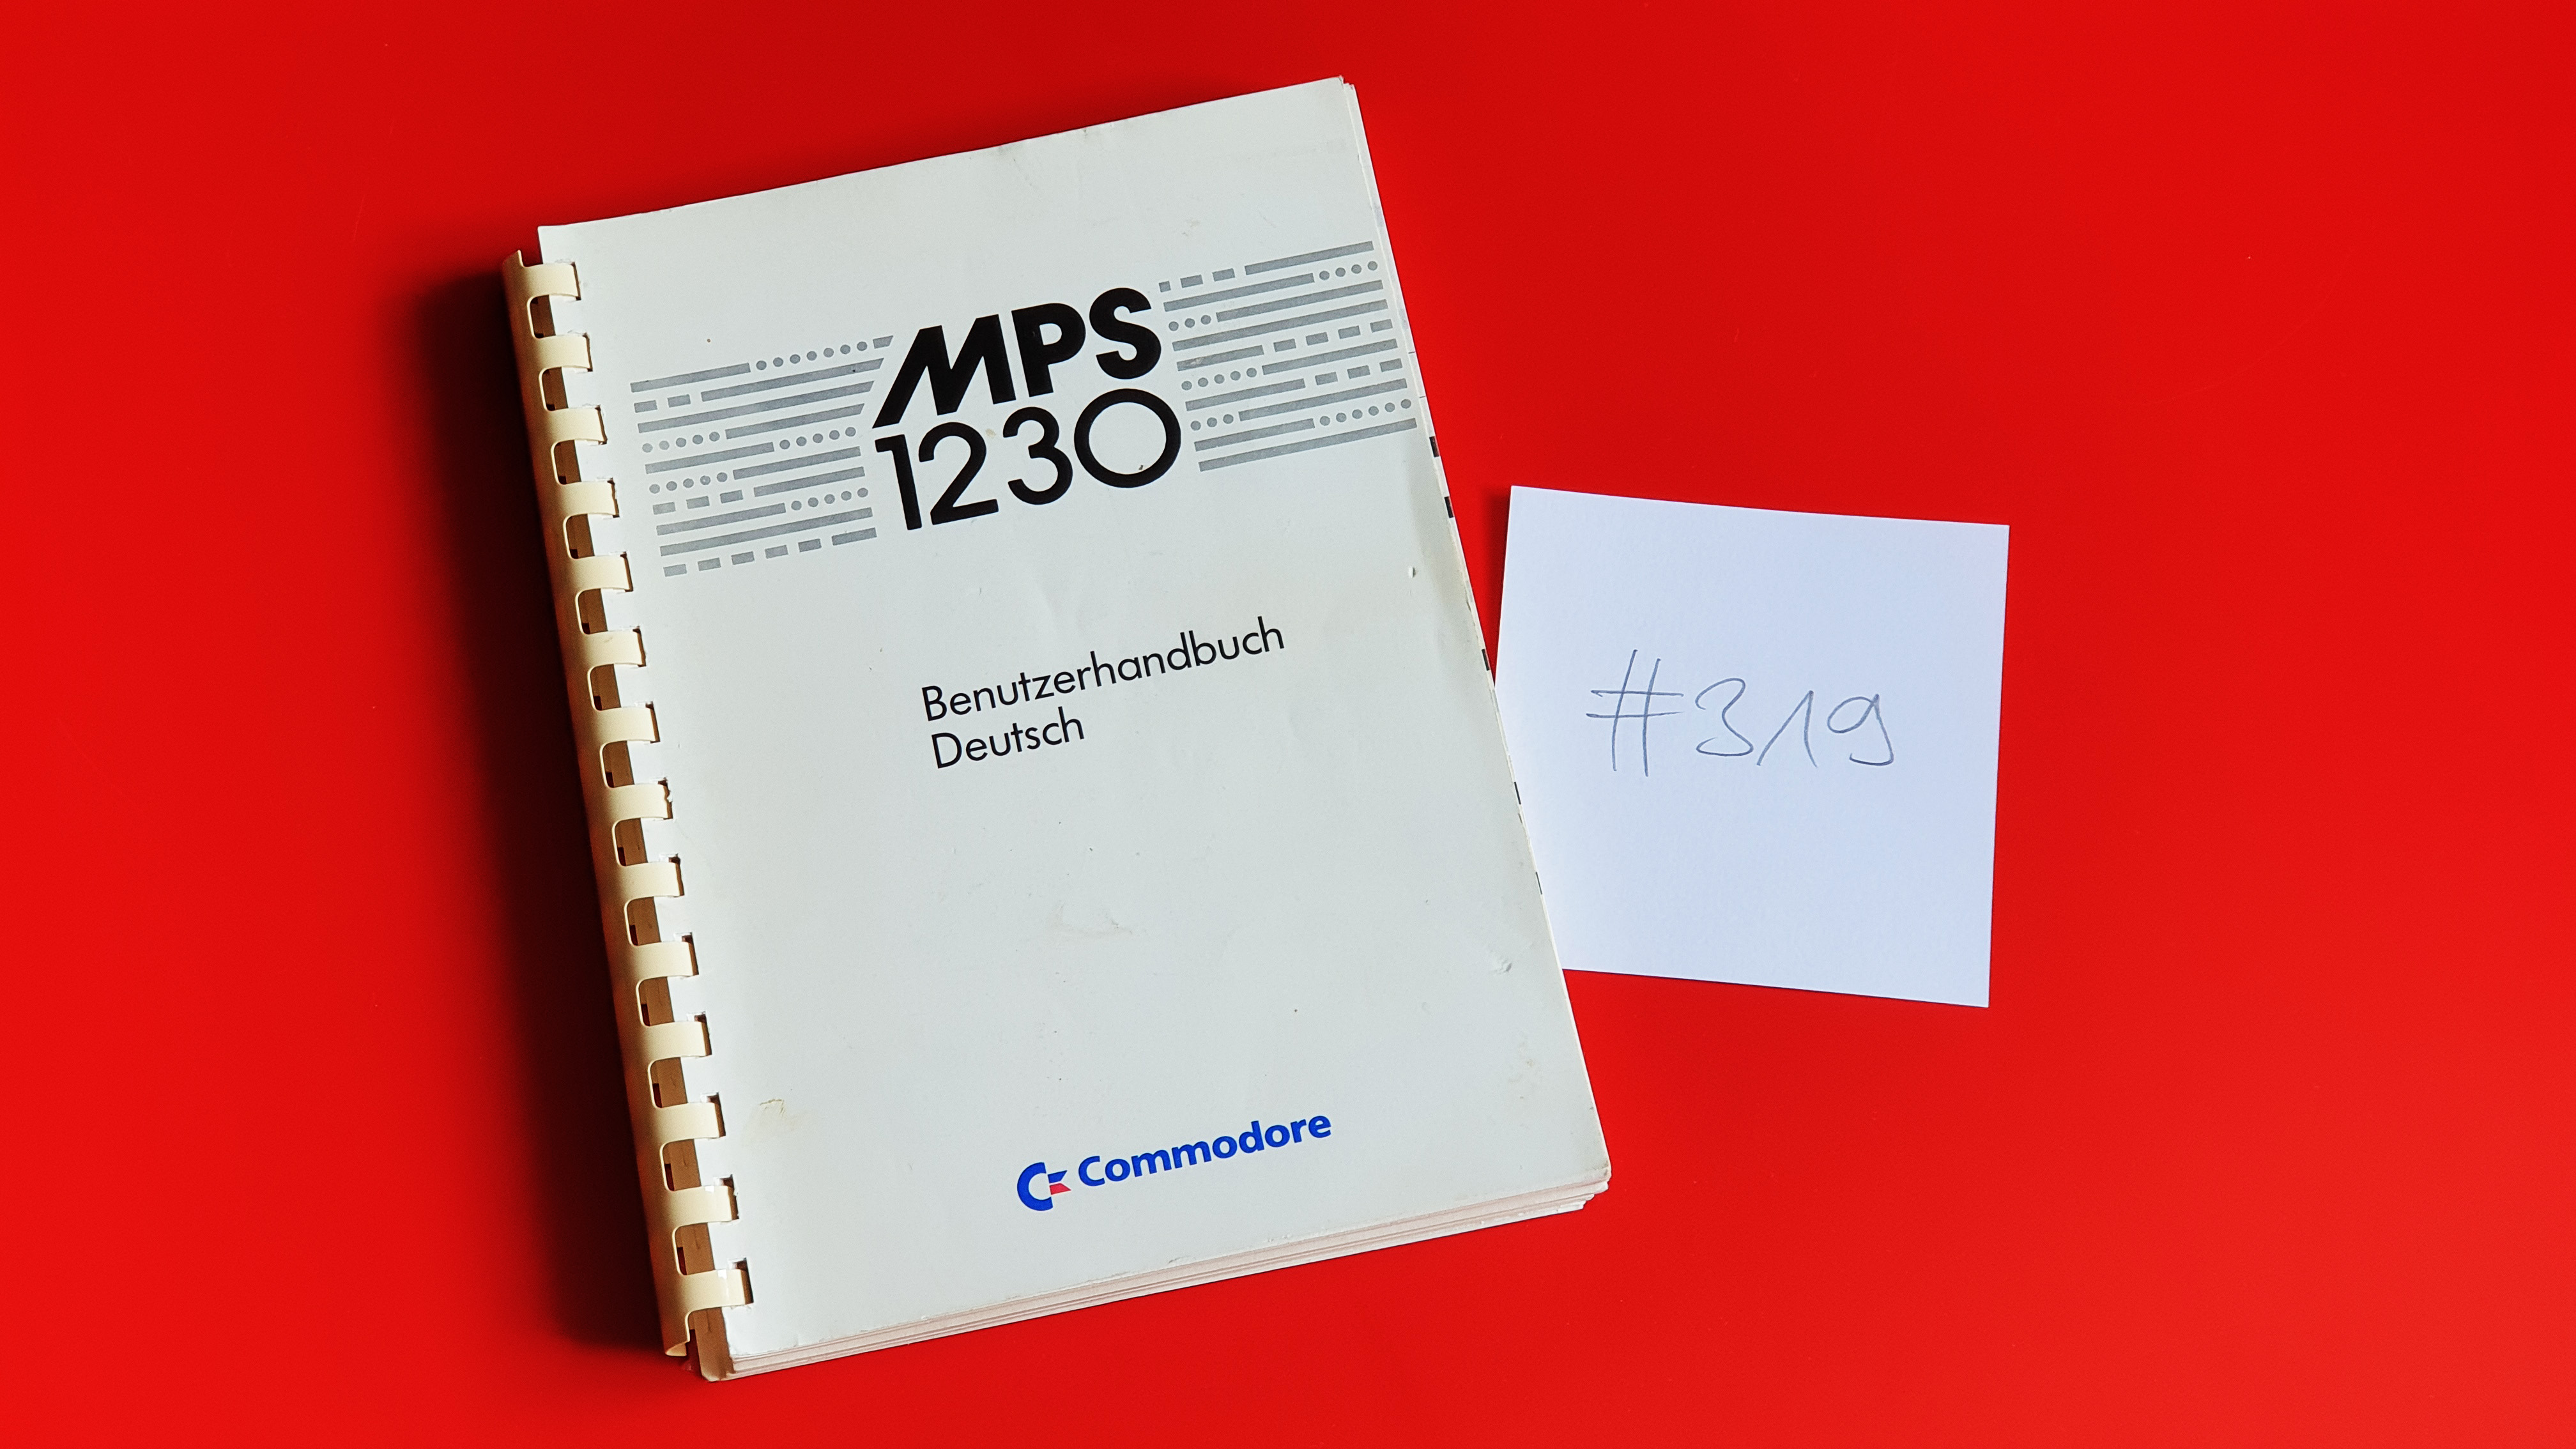 MPS
1230
Benutzerhandbuch
Deutsch
Commodore
#319